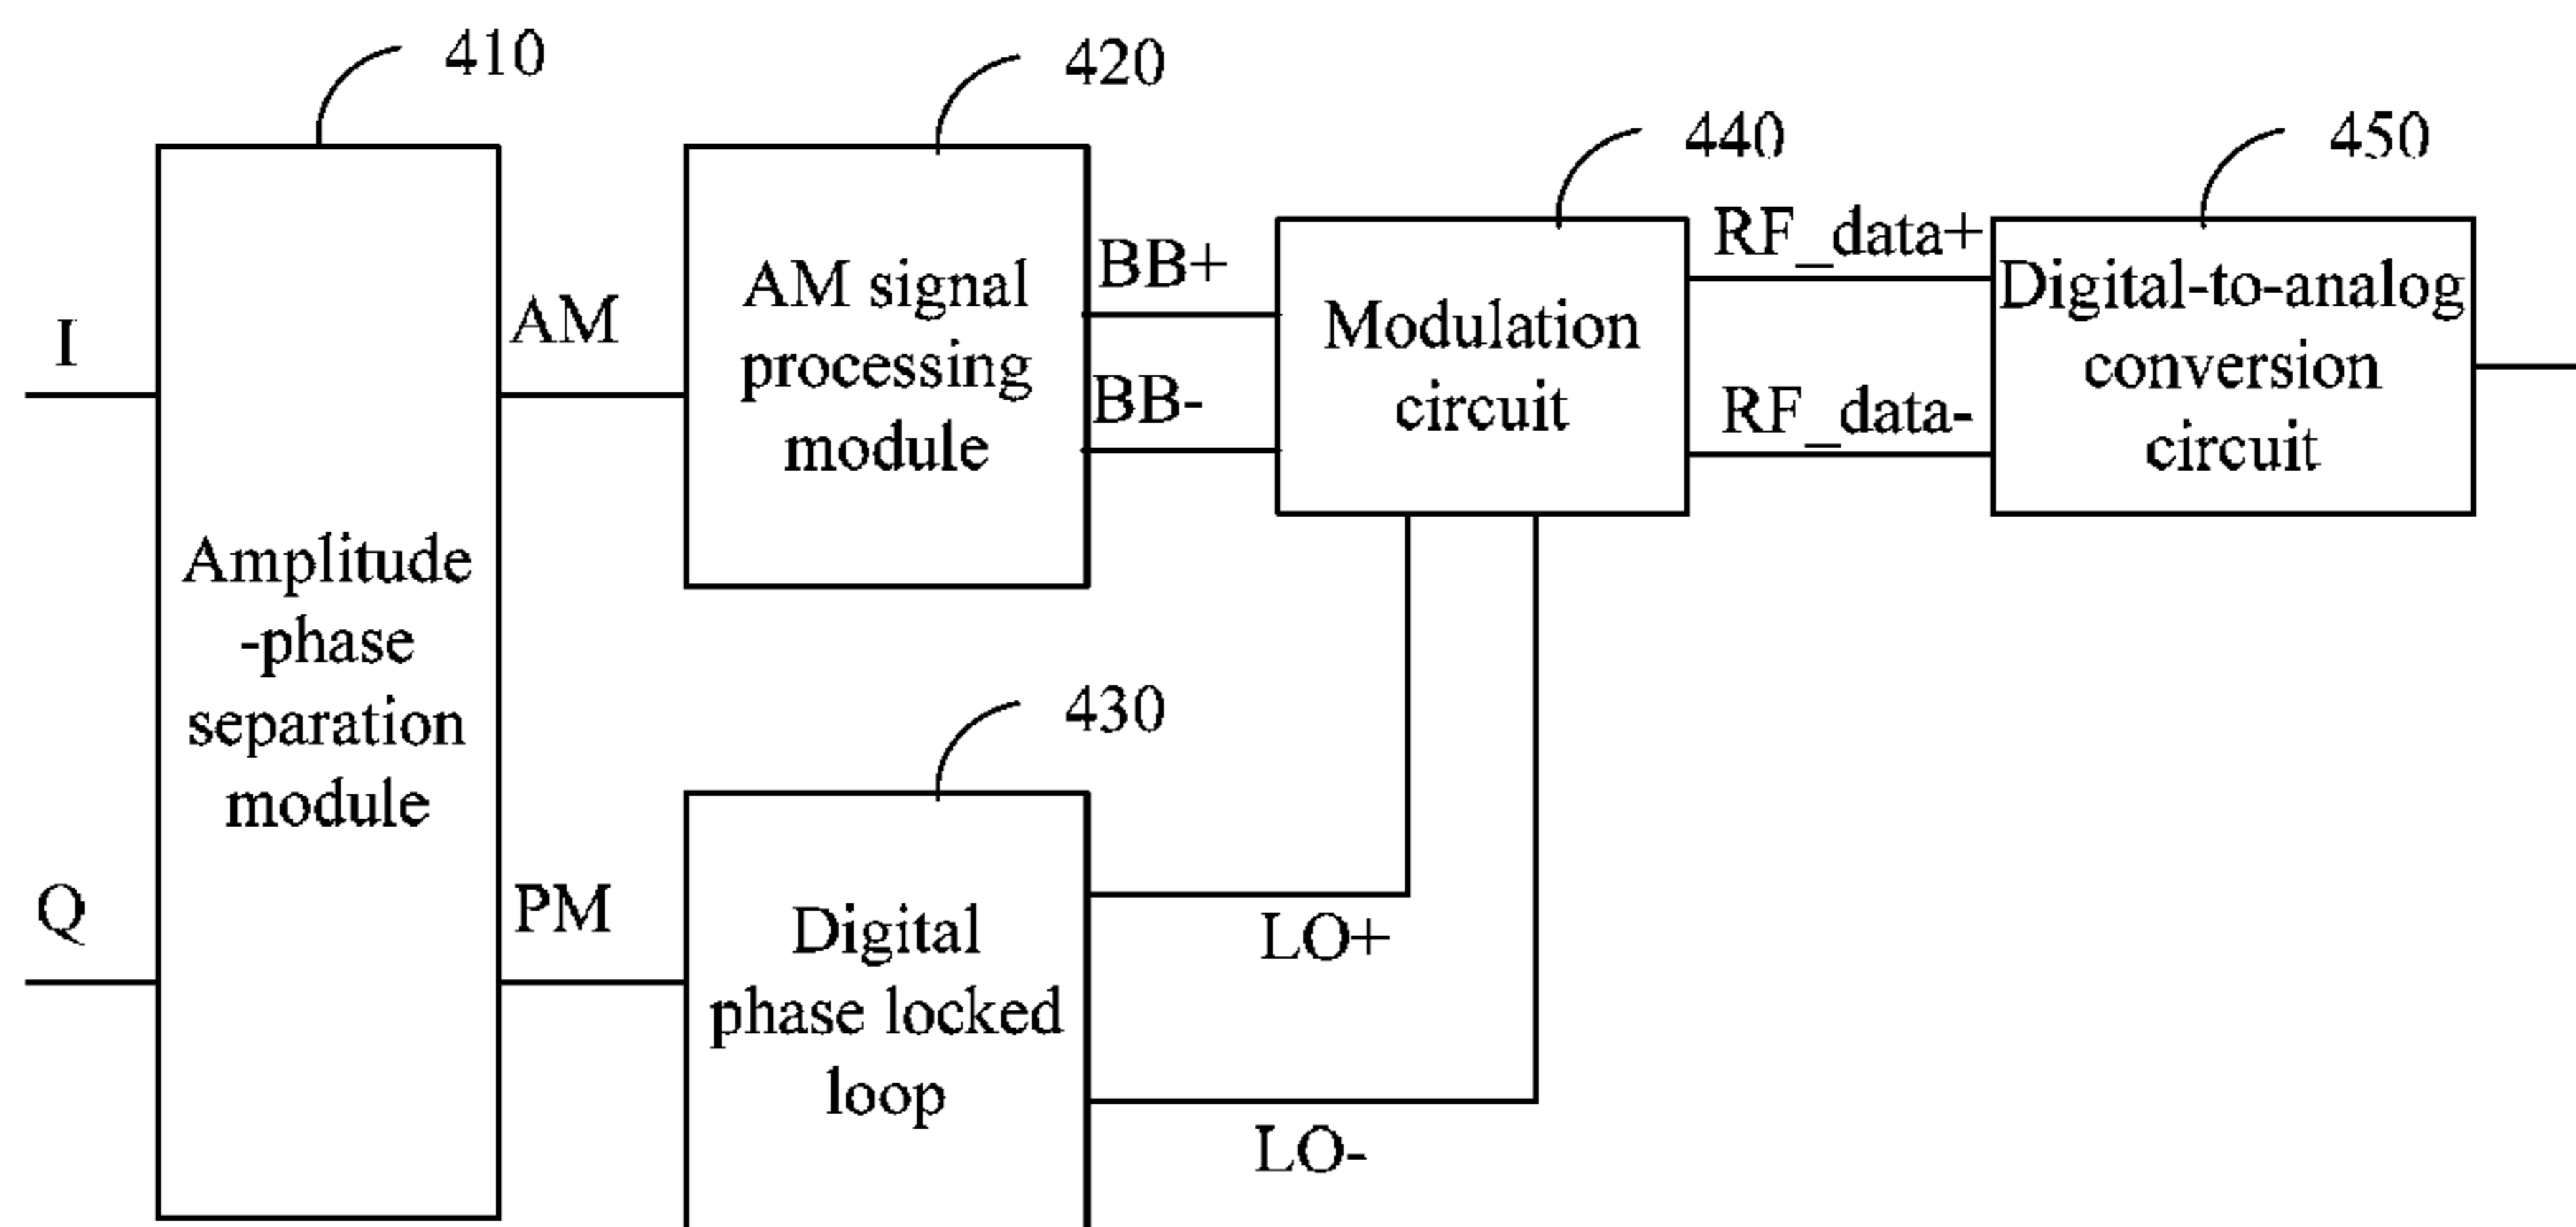 410
420
440
450
I
Q
Amplitude
-phase
separation
module
AM
PM
AM signal
processing
module
BB+
BB-
430
Digital
phase locked
loop
LO+
LO-
Modulation
circuit
RF_data+
RF_data-
Digital-to-analog
conversion
circuit